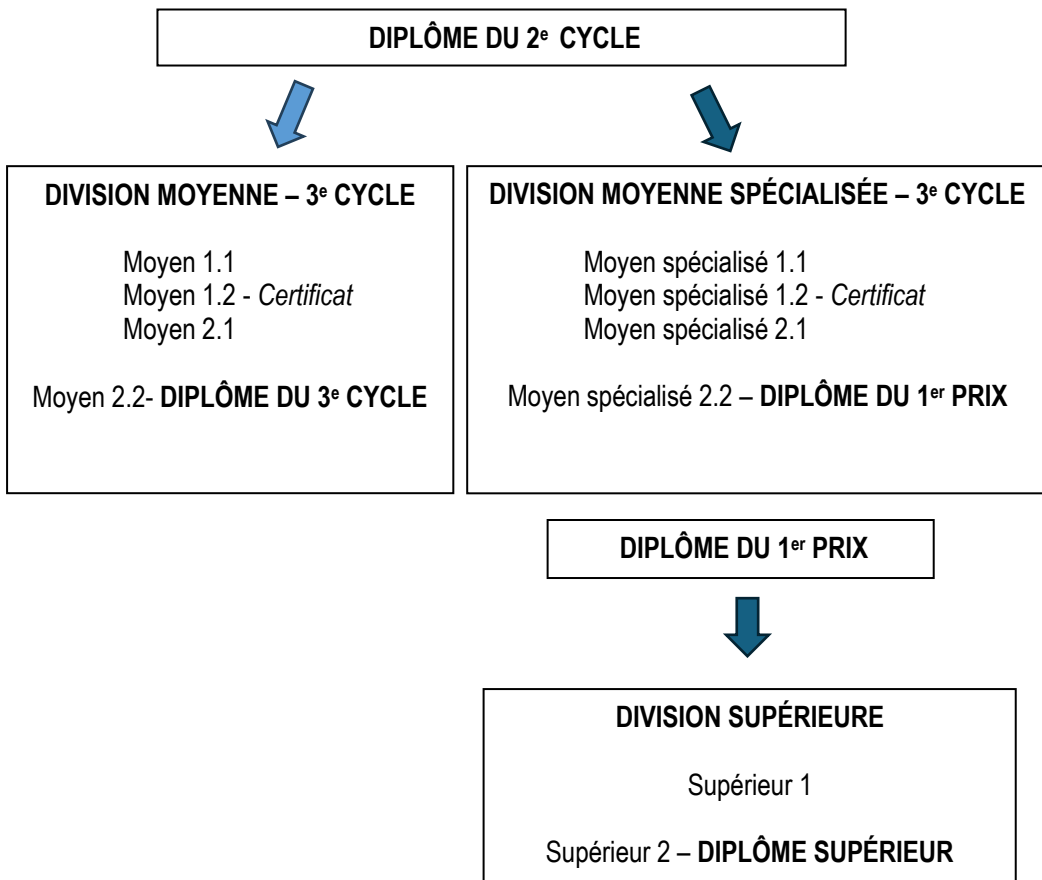 DIPLÔME DU 2e CYCLE
DIVISION MOYENNE – 3e CYCLE
Moyen 1.1
Moyen 1.2 - Certificat
Moyen 2.1
Moyen 2.2- DIPLÔME DU 3e CYCLE
DIVISION MOYENNE SPÉCIALISÉE – 3e CYCLE
Moyen spécialisé 1.1
Moyen spécialisé 1.2 - Certificat
Moyen spécialisé 2.1
Moyen spécialisé 2.2 – DIPLÔME DU 1er PRIX
DIPLÔME DU 1er PRIX
DIVISION SUPÉRIEURE
Supérieur 1
Supérieur 2 – DIPLÔME SUPÉRIEUR